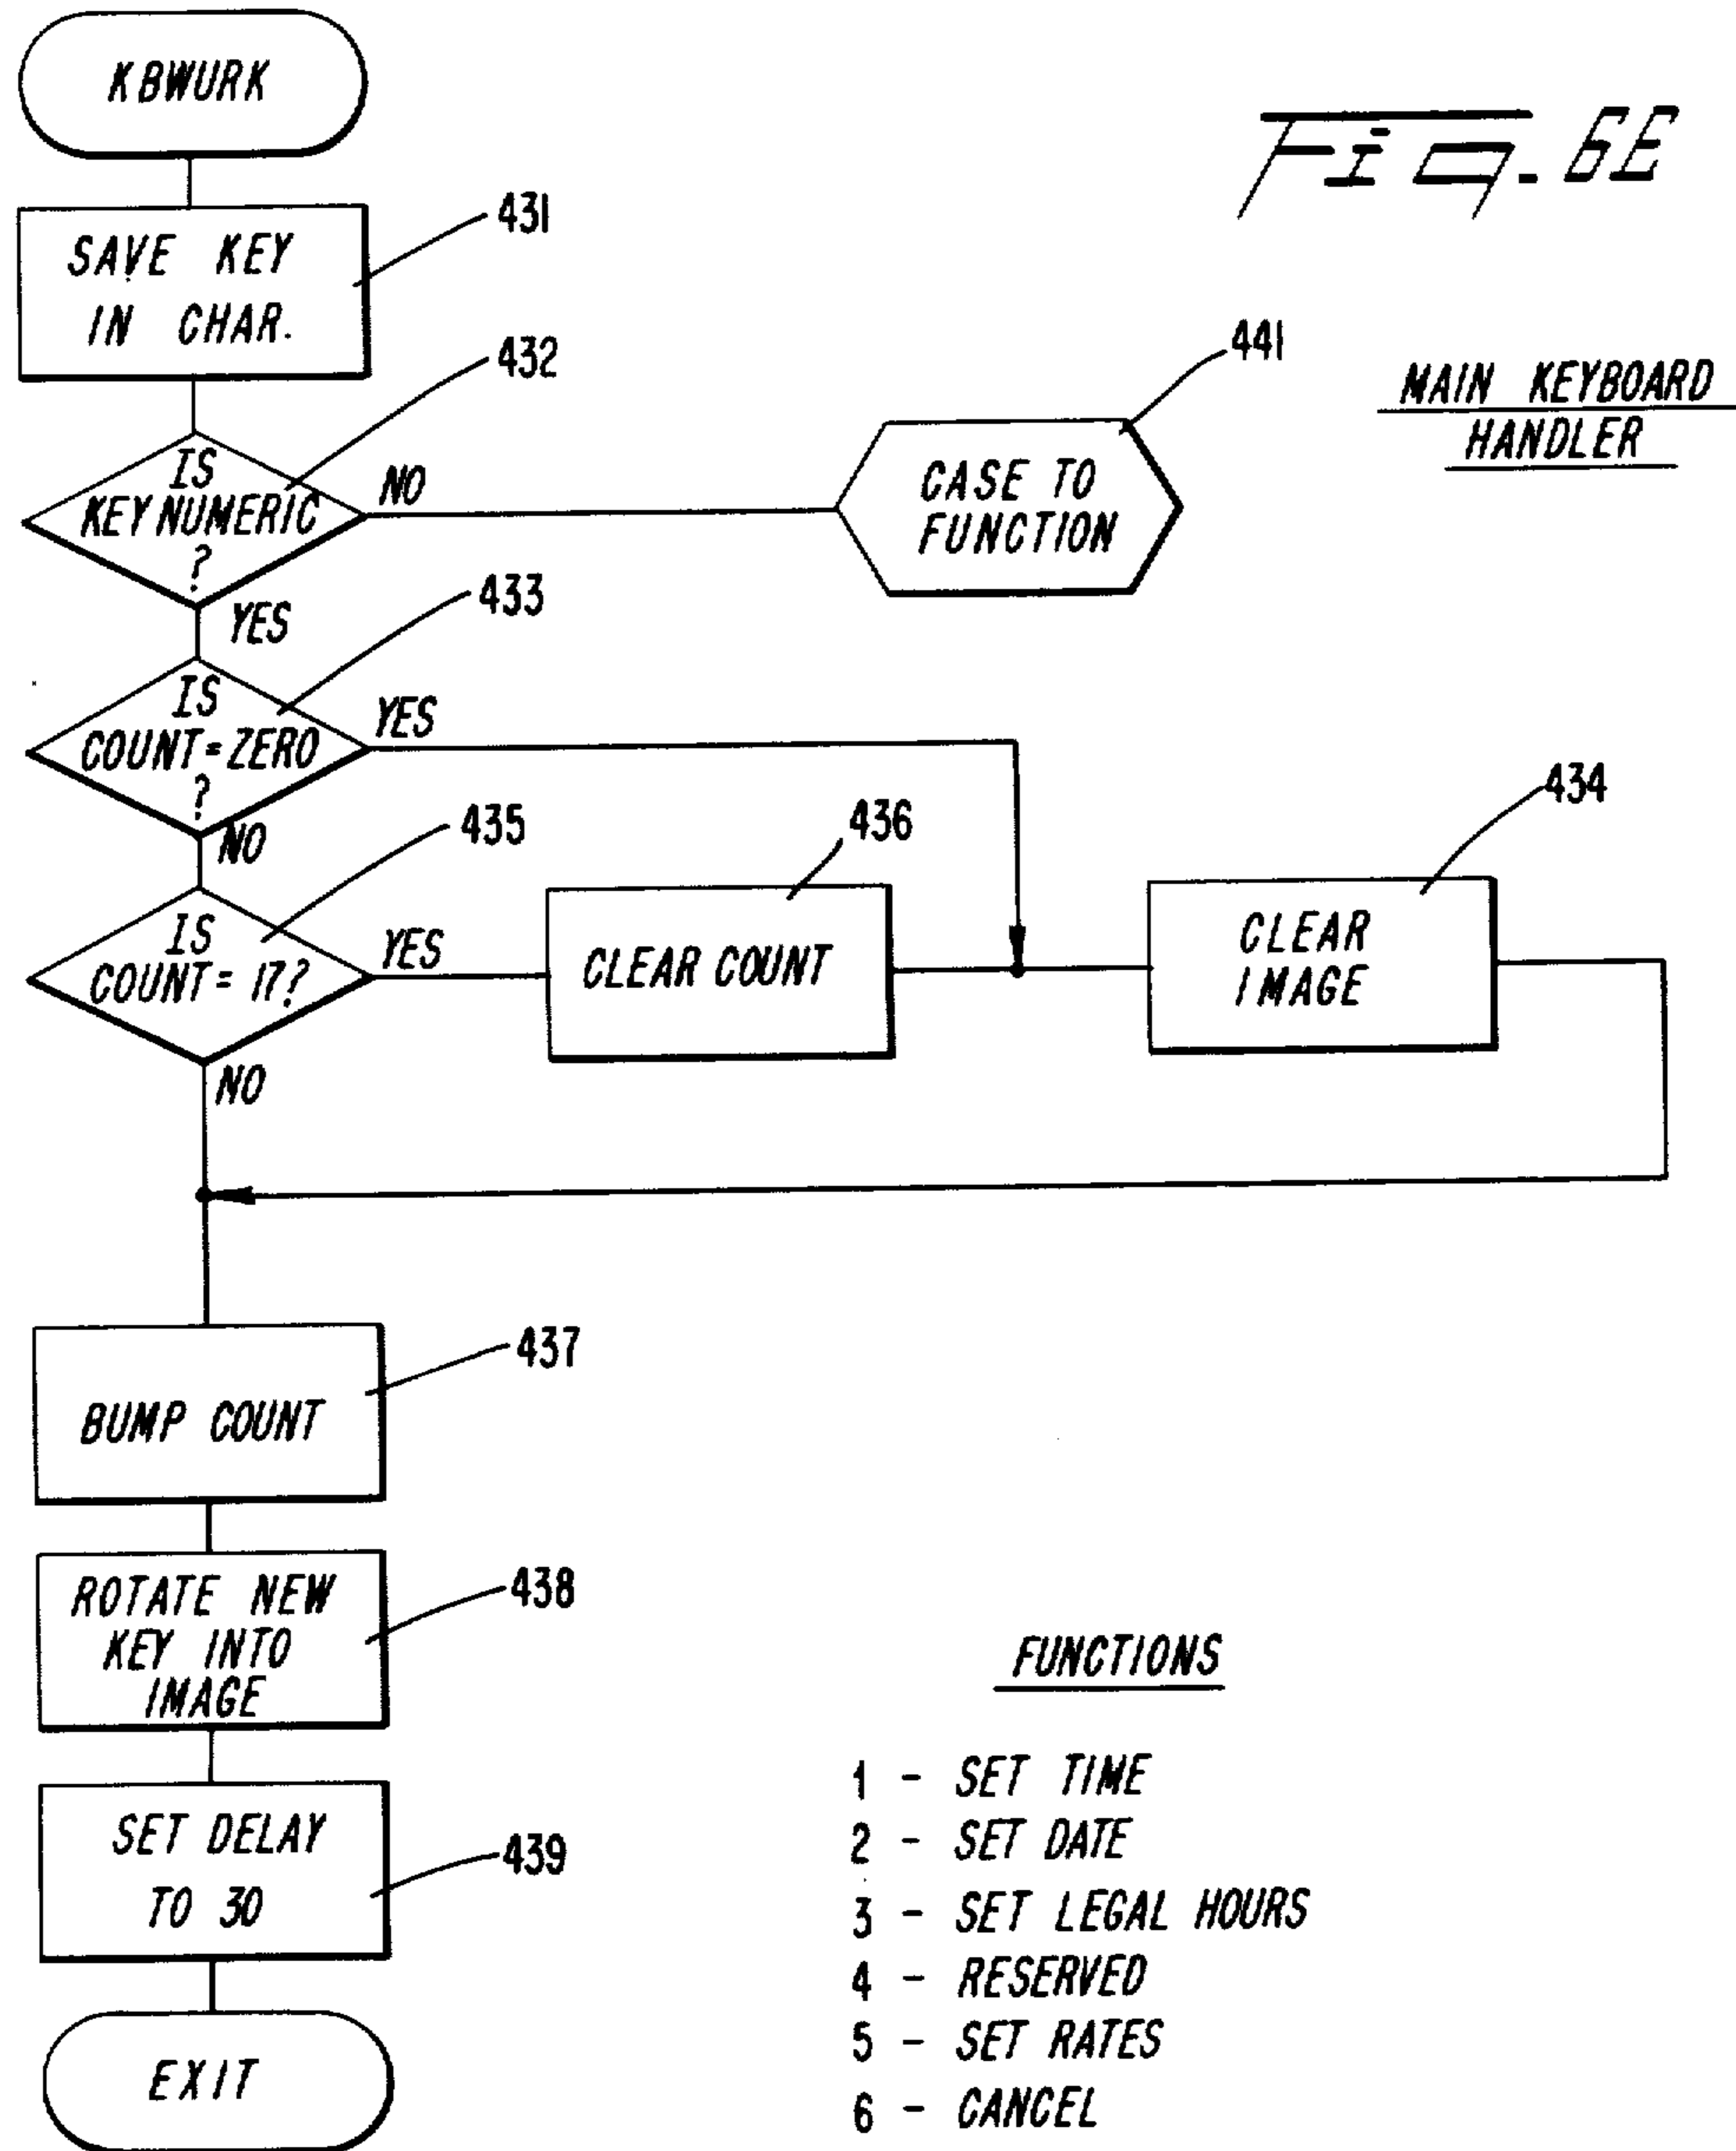 KBWURK
Fig. 6E
SAVE KEY
IN CHAR.
431
432
IS
KEY NUMERIC
?
NO
YES
441
CASE TO
FUNCTION
MAIN KEYBOARD
HANDLER
433
IS
COUNT=ZERO
?
YES
NO
435
IS
COUNT= 17?
YES
NO
436
CLEAR COUNT
434
CLEAR
IMAGE
437
BUMP COUNT
438
ROTATE NEW
KEY INTO
IMAGE
439
SET DELAY
TO 30
EXIT
FUNCTIONS
1 - SET TIME
2 - SET DATE
3 - SET LEGAL HOURS
4 - RESERVED
5 - SET RATES
6 - CANCEL